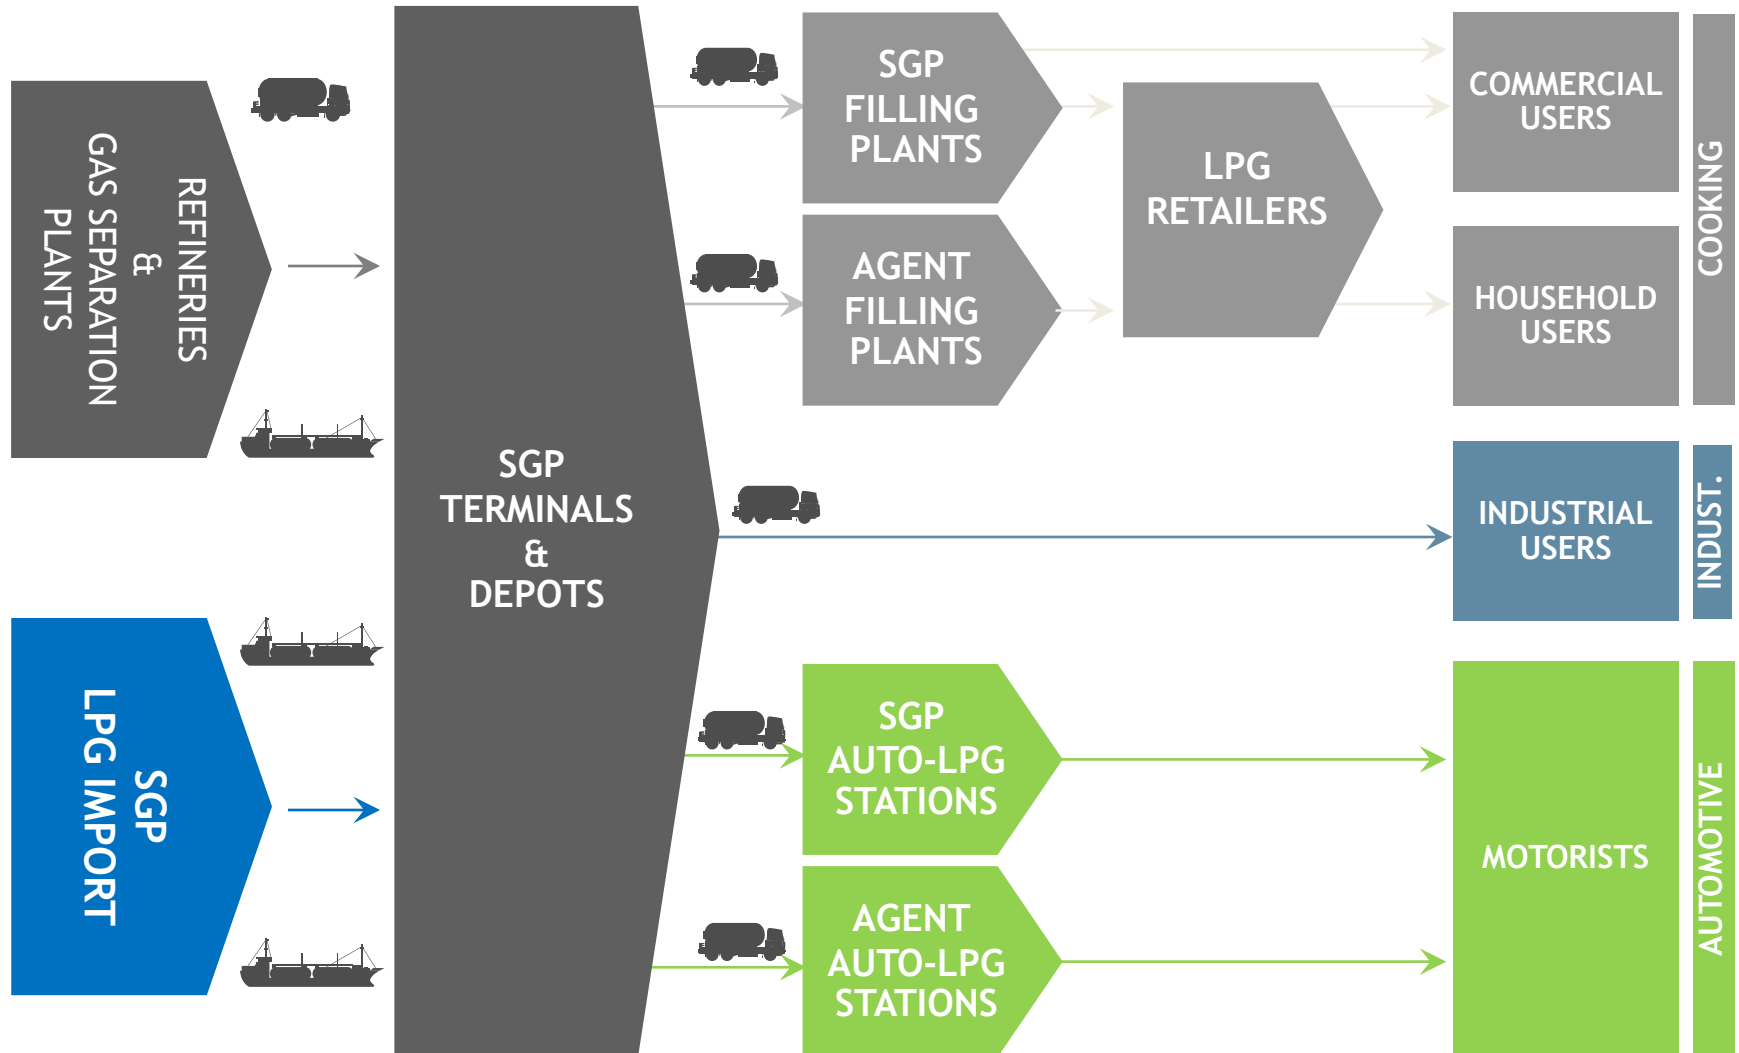 REFINERIES
&
GAS SEPARATION
PLANTS
SGP
LPG IMPORT
SGP
TERMINALS
&
DEPOTS
SGP
FILLING
PLANTS
AGENT
FILLING
PLANTS
LPG
RETAILERS
COMMERCIAL
USERS
HOUSEHOLD
USERS
COOKING
INDUSTRIAL
USERS
INDUST.
SGP
AUTO-LPG
STATIONS
AGENT
AUTO-LPG
STATIONS
MOTORISTS
AUTOMOTIVE